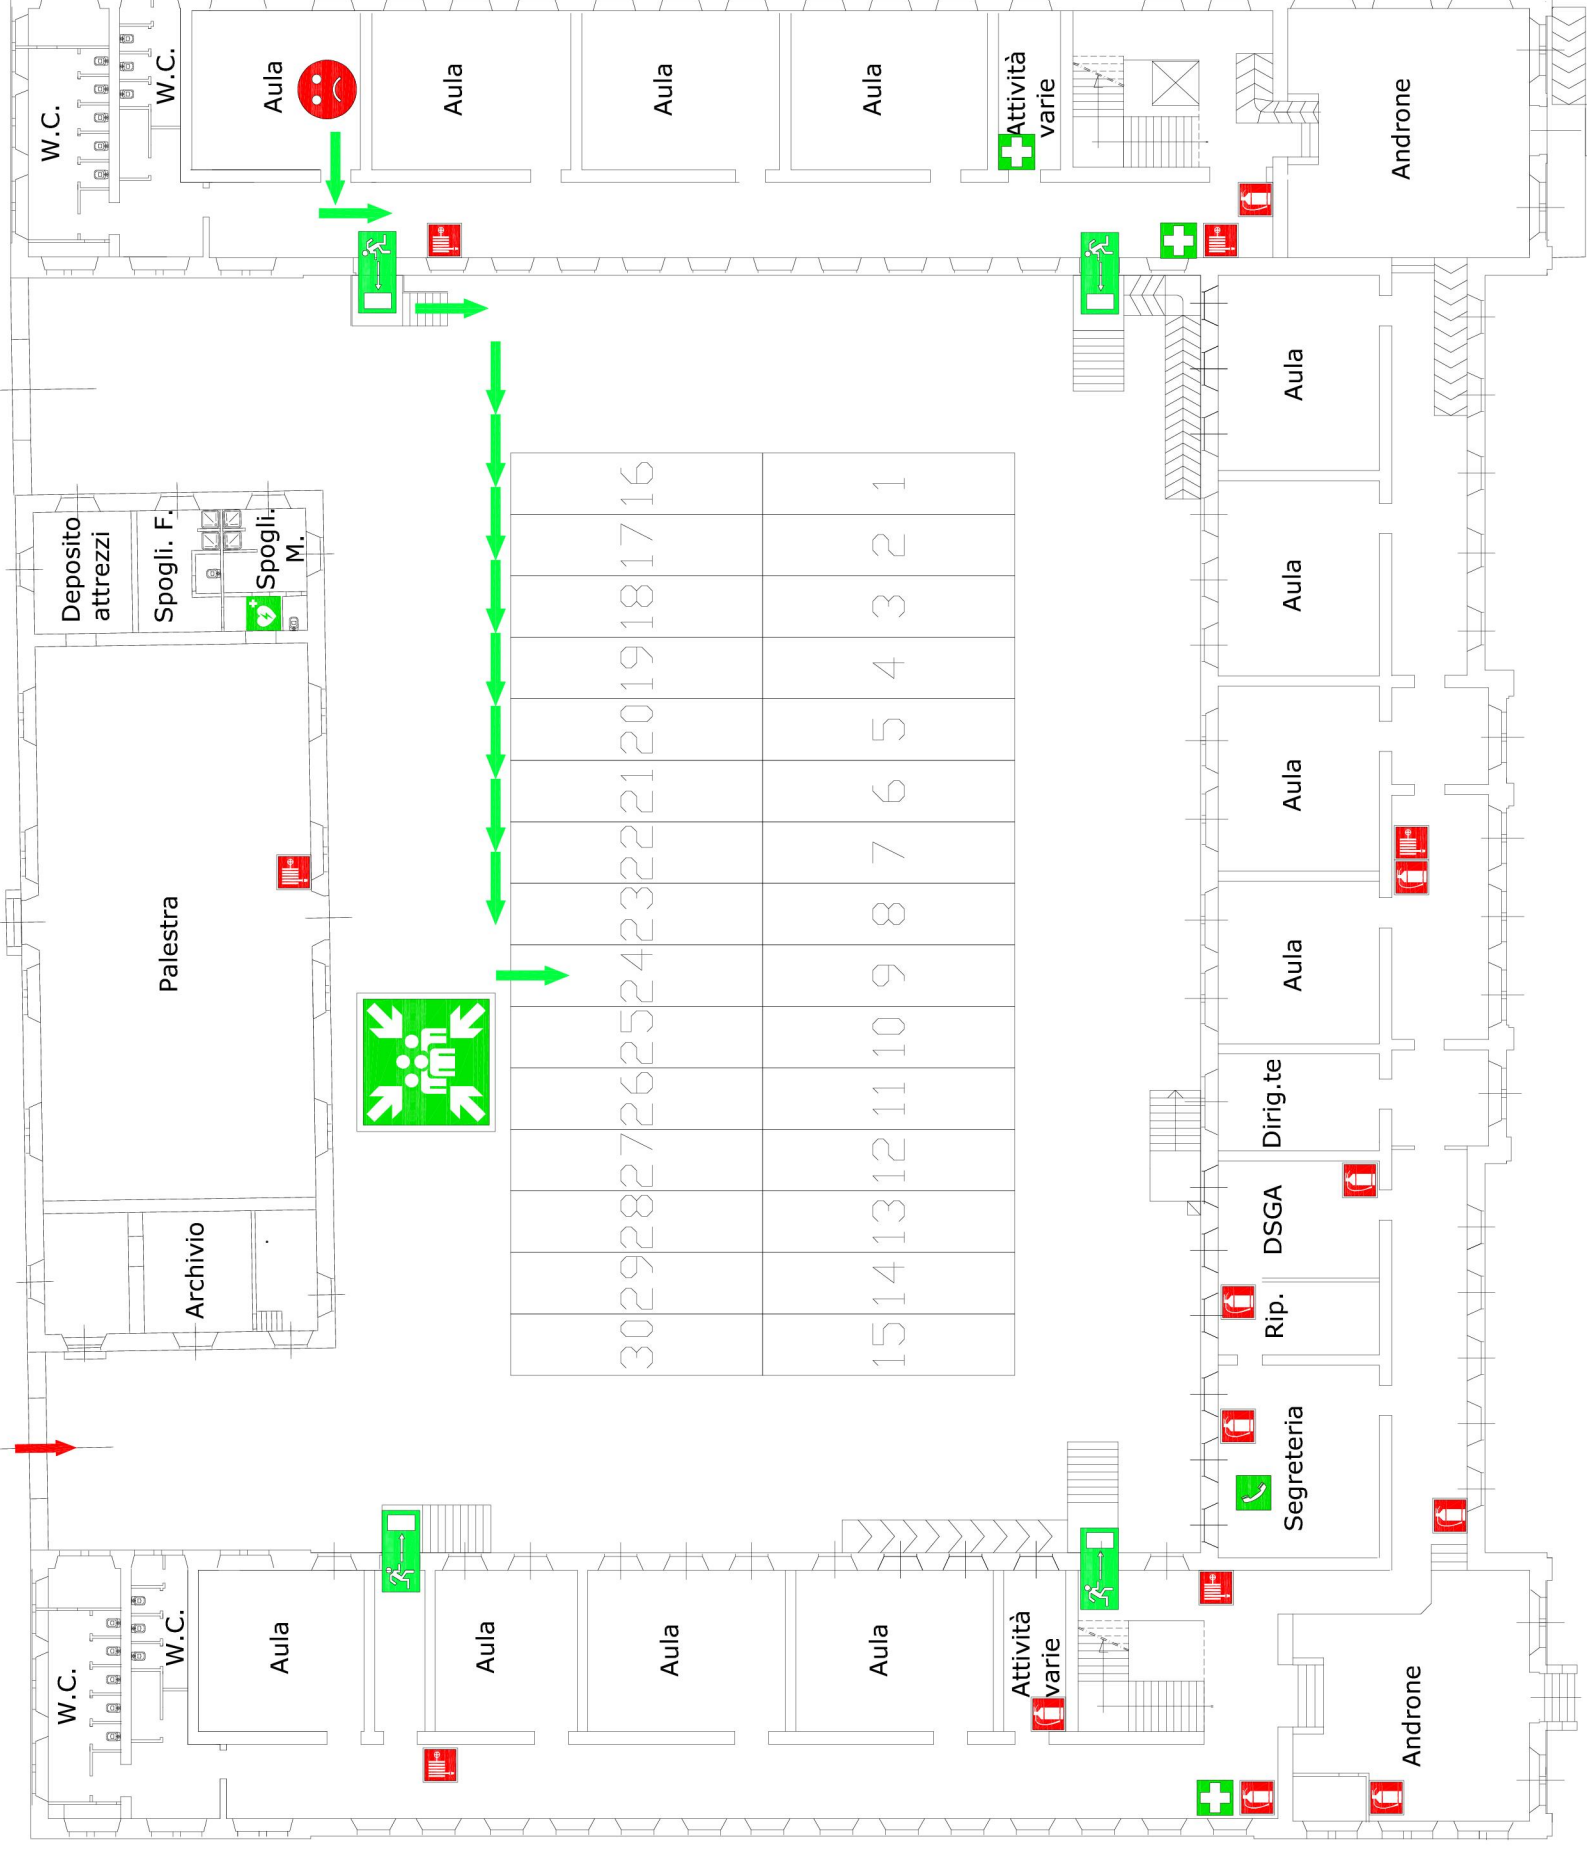 W.C.
W.C.
Aula
Aula
Aula
Aula
Attività
varie
Androne
Aula
Aula
Aula
Aula
Dirig.te
DSGA
Rip.
Segreteria
Deposito
attrezzi
Spogli. F.
Spogli.
M.
Palestra
Archivio
16
1
17
2
18
3
19
4
20
5
21
6
22
7
23
8
24
9
25
10
26
11
27
12
28
13
29
14
30
15
W.C.
W.C.
Aula
Aula
Aula
Aula
Attività
varie
Androne